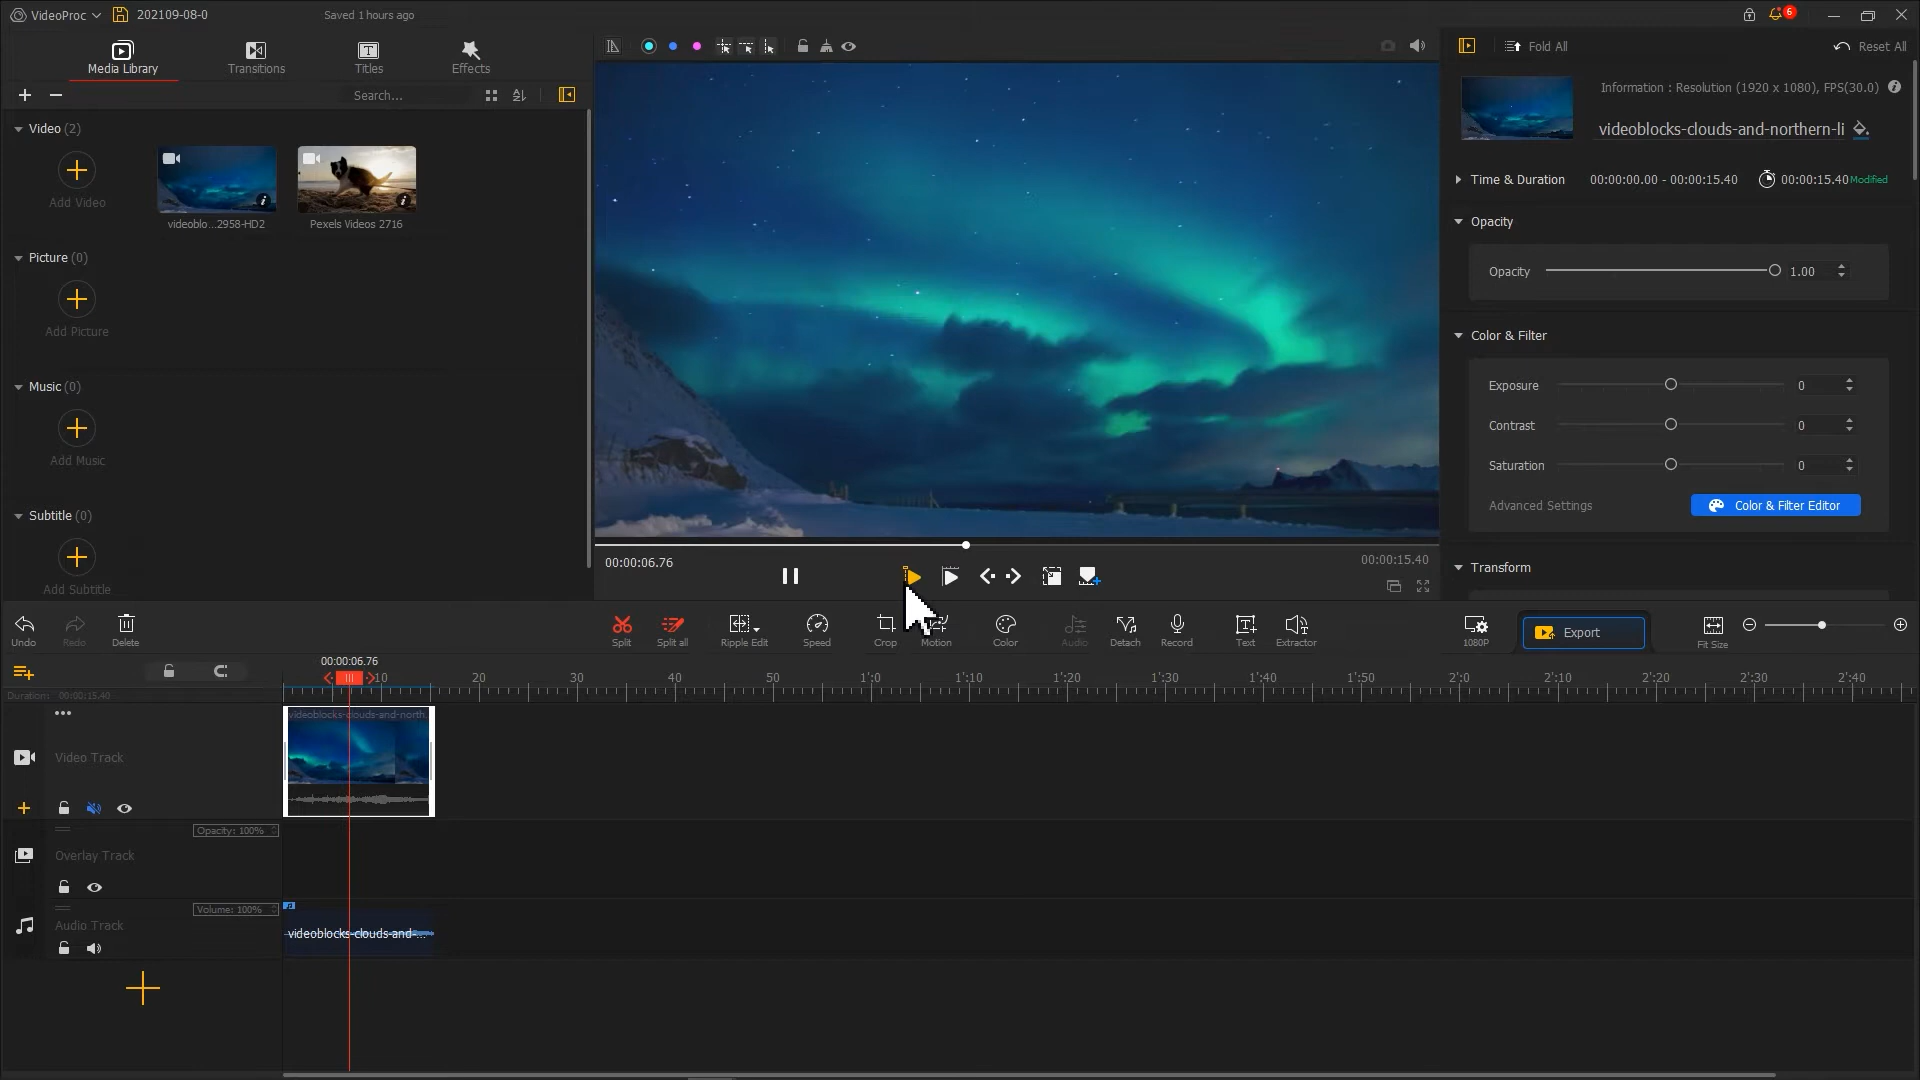 VideoProc
202109-08-0
Saved 1 hours ago
6
Media Library
Transitions
Titles
Effects
Search...
Fold All
Reset All
Information : Resolution (1920 x 1080), FPS(30.0)
videoblocks-clouds-and-northern-li
Video (2)
Add Video
videoblo...2958-HD2
Pexels Videos 2716
Time & Duration
00:00:00.00 - 00:00:15.40
00:00:15.40
Modified
Opacity
Opacity
1.00
Picture (0)
Add Picture
Color & Filter
Exposure
0
Contrast
0
Saturation
0
Advanced Settings
Color & Filter Editor
Music (0)
Add Music
Subtitle (0)
Add Subtitle
00:00:06.76
00:00:15.40
Transform
Undo
Redo
Delete
Split
Split all
Ripple Edit
Speed
Crop
Motion
Color
Audio
Detach
Record
Text
Extractor
1080P
Export
Fit Size
00:00:06.76
10
20
30
40
50
1':0
1':10
1':20
1':30
1':40
1':50
2':0
2':10
2':20
2':30
2':40
Duration: 00:00:15.40
videoblocks-clouds-and-north
Video Track
Opacity: 100%
Overlay Track
Volume: 100%
Audio Track
videoblocks-clouds-and-...